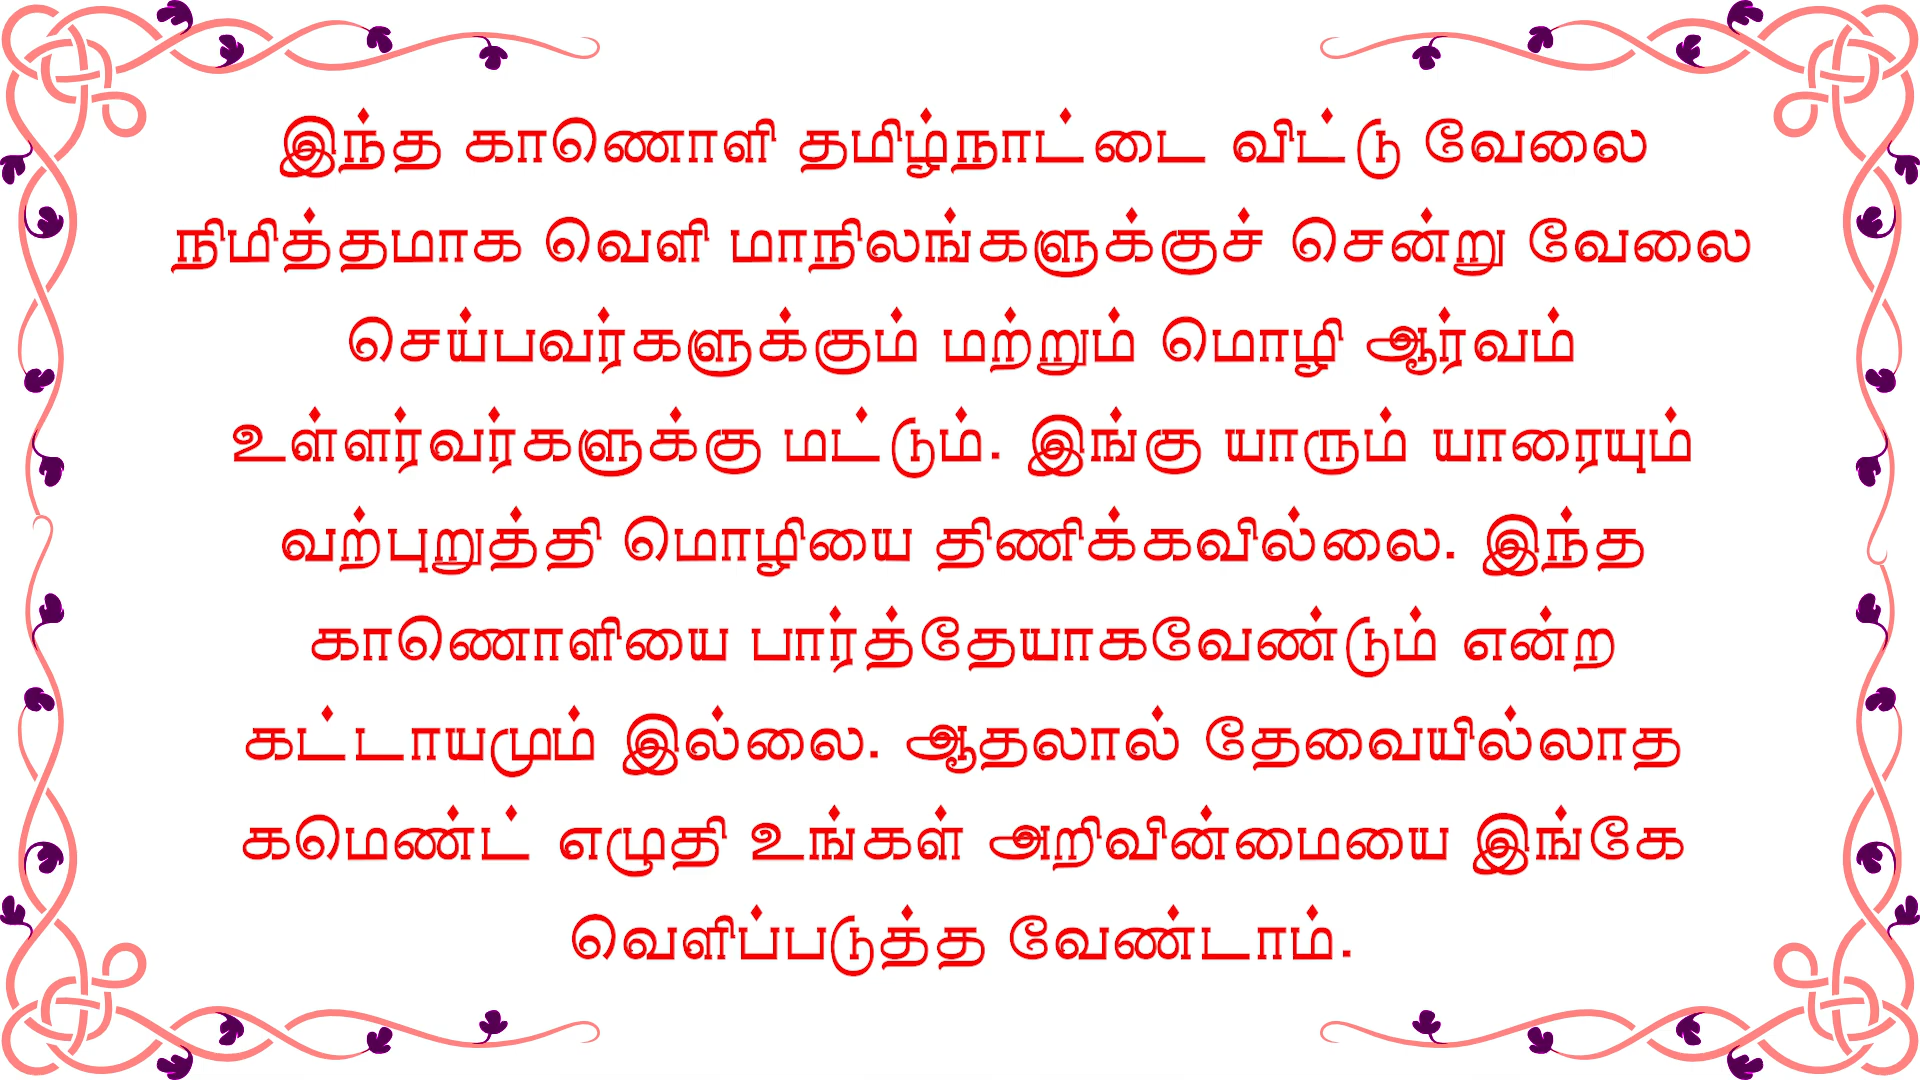 இந்த காணொளி தமிழ்நாட்டை விட்டு வேலை
நிமித்தமாக வெளி மாநிலங்களுக்குச் சென்று வேலை
செய்பவர்களுக்கும் மற்றும் மொழி ஆர்வம்
உள்ளர்வர்களுக்கு மட்டும். இங்கு யாரும் யாரையும்
வற்புறுத்தி மொழியை திணிக்கவில்லை. இந்த
காணொளியை பார்த்தேயாகவேண்டும் என்ற
கட்டாயமும் இல்லை. ஆதலால் தேவையில்லாத
கமெண்ட் எழுதி உங்கள் அறிவின்மையை இங்கே
வெளிப்படுத்த வேண்டாம்.